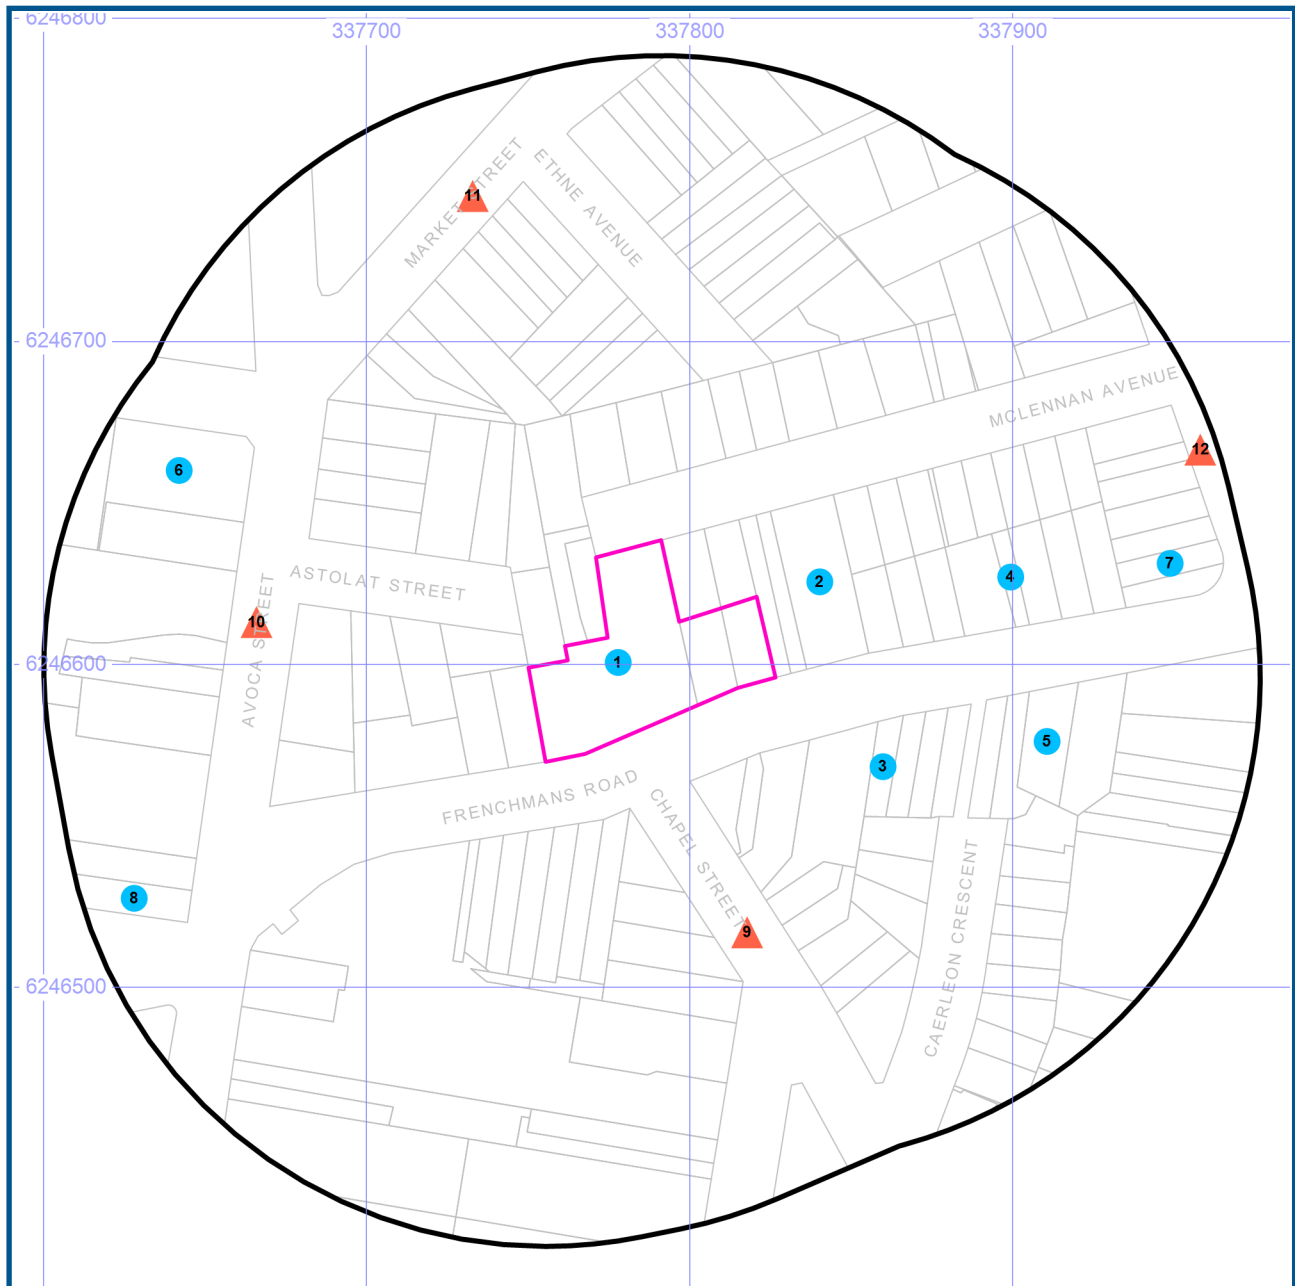 6246800
337700
337800
337900
MARKET STREET
ETHNE AVENUE
11
6246700
MCLENNAN AVENUE
12
6
7
ASTOLAT STREET
2
4
10
AVOCA STREET
1
6246600
5
3
FRENCHMANS ROAD
CHAPEL STREET
8
9
CAERLEON CRESCENT
6246500